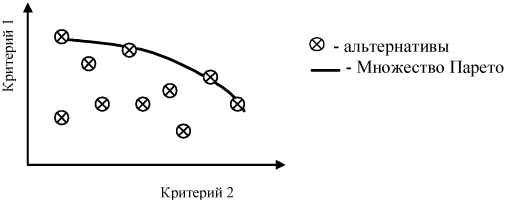 Критерий 1
- альтернативы
- Множество Парето
Критерий 2